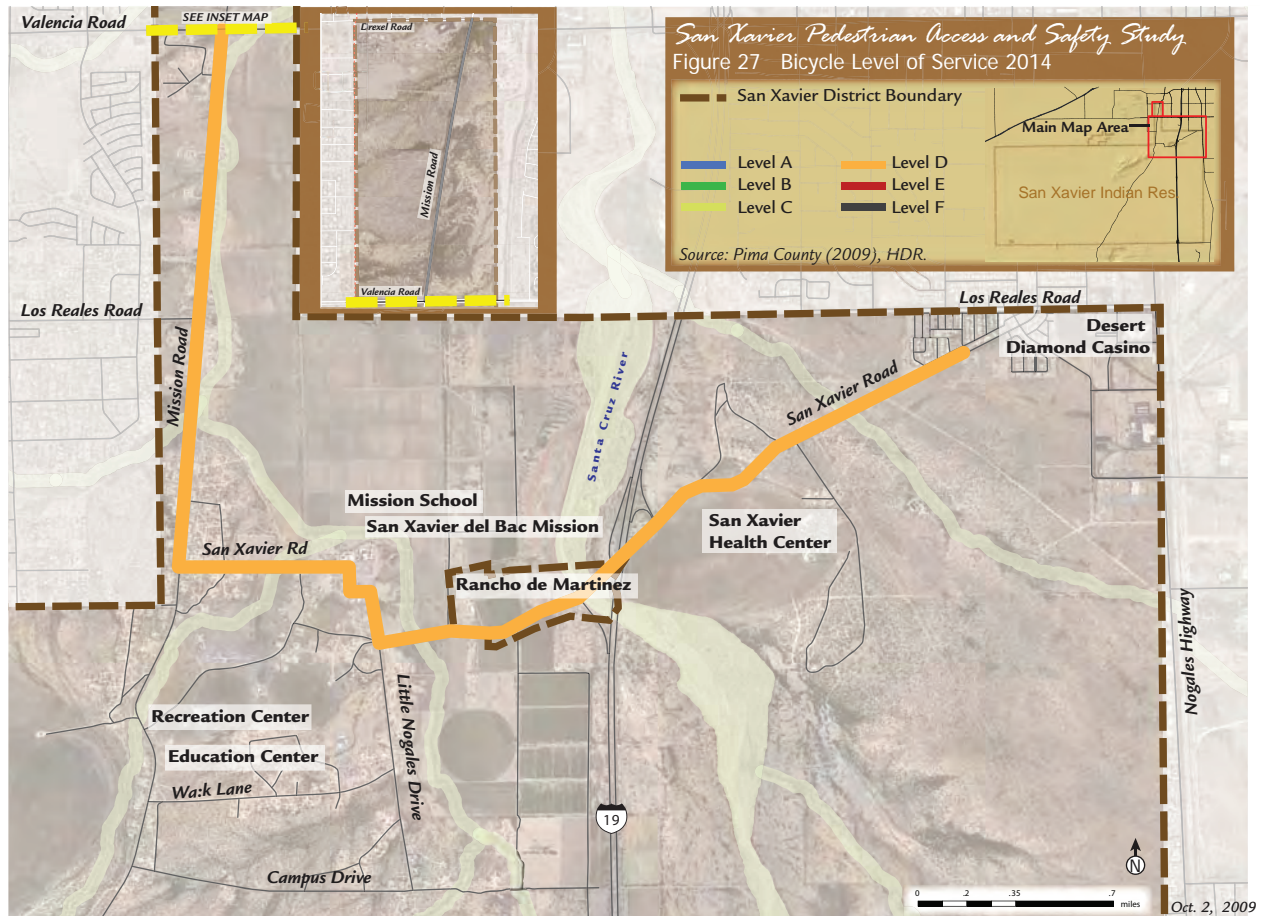 Valencia Road
SEE INSET MAP
Drexel Road
Mission Road
Valencia Road
San Xavier Pedestrian Access and Safety Study
Figure 27 Bicycle Level of Service 2014
San Xavier District Boundary
Main Map Area
Level A
Level D
Level B
Level E
Level C
Level F
San Xavier Indian Res
Source: Pima County (2009), HDR.
Los Reales Road
Los Reales Road
Desert
Diamond Casino
Mission Road
Santa Cruz River
San Xavier Road
Mission School
San Xavier del Bac Mission
San Xavier
Health Center
San Xavier Rd
Rancho de Martinez
Nogales Highway
Recreation Center
Little Nogales Drive
Education Center
Wa:k Lane
19
Campus Drive
N
0 .2 .35 .7
miles
Oct. 2, 2009